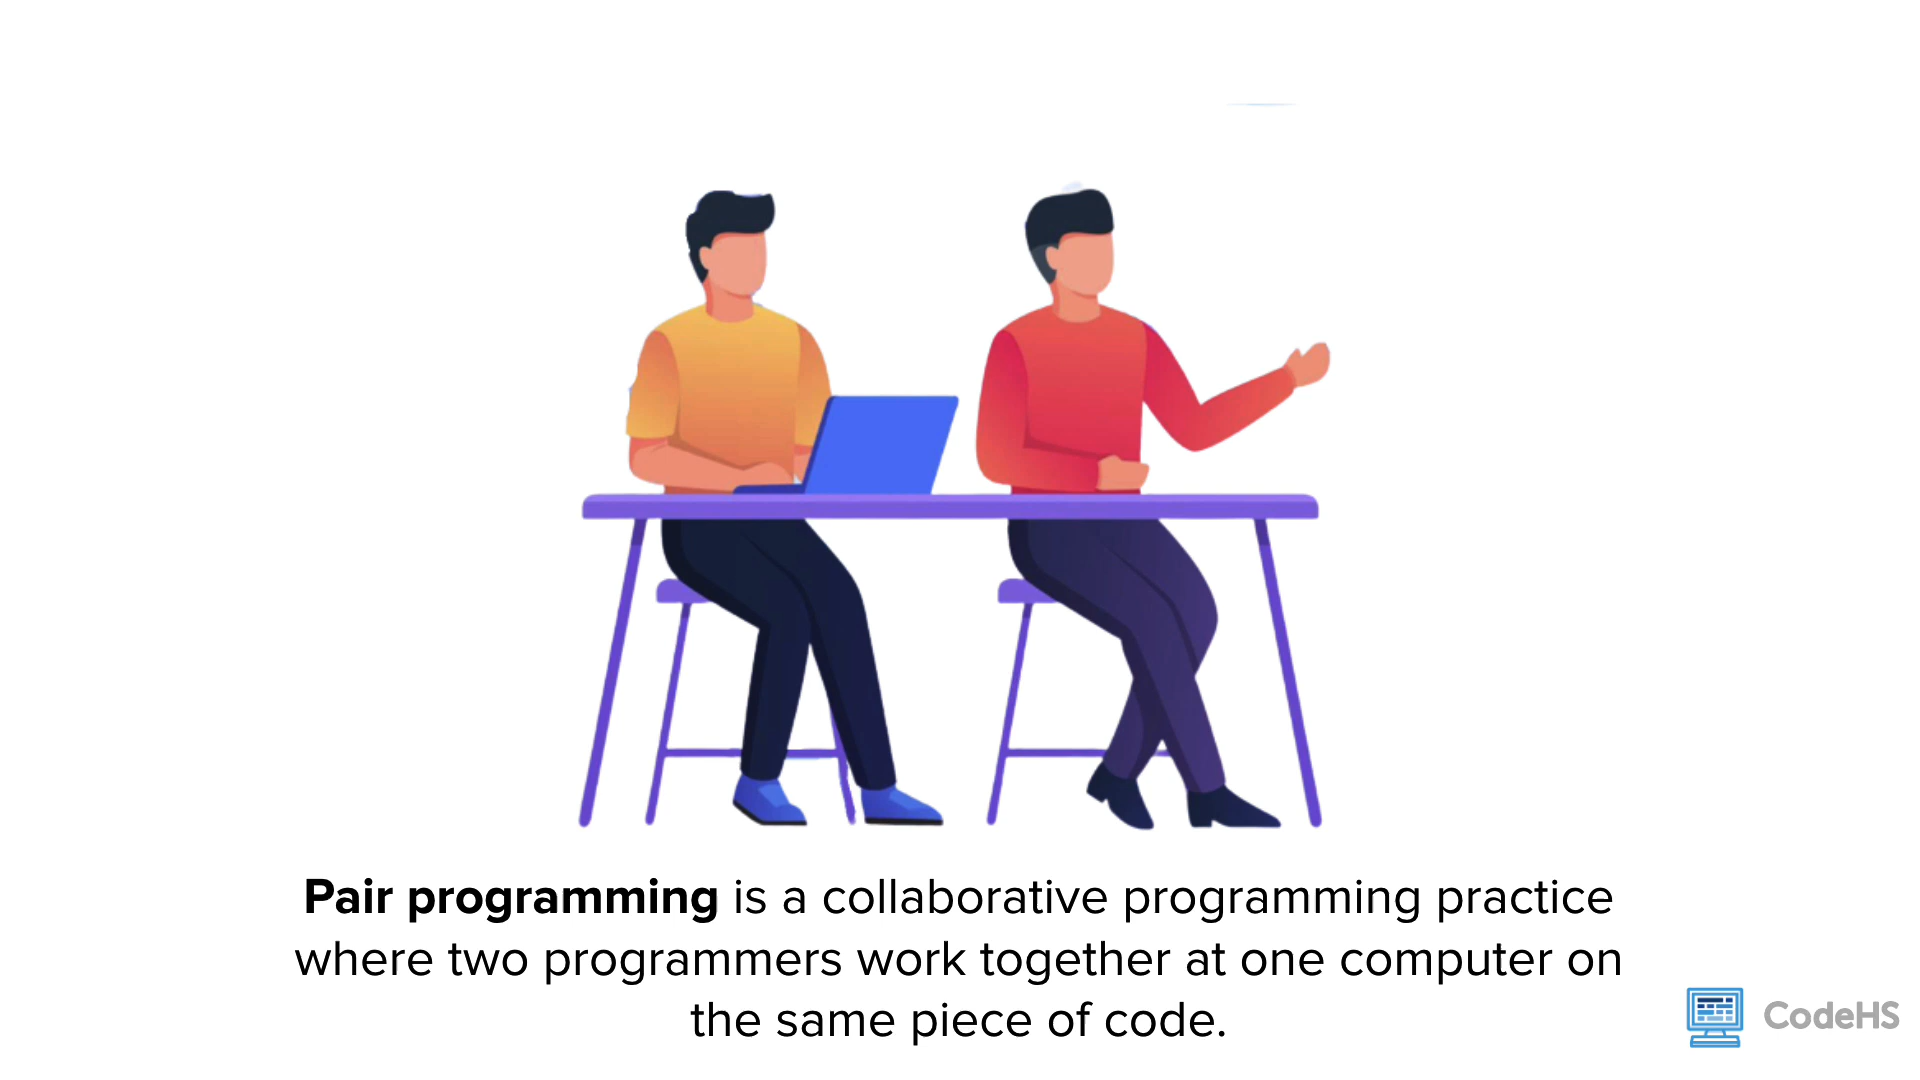 Pair programming is a collaborative programming practice
where two programmers work together at one computer on
the same piece of code.
CodeHS